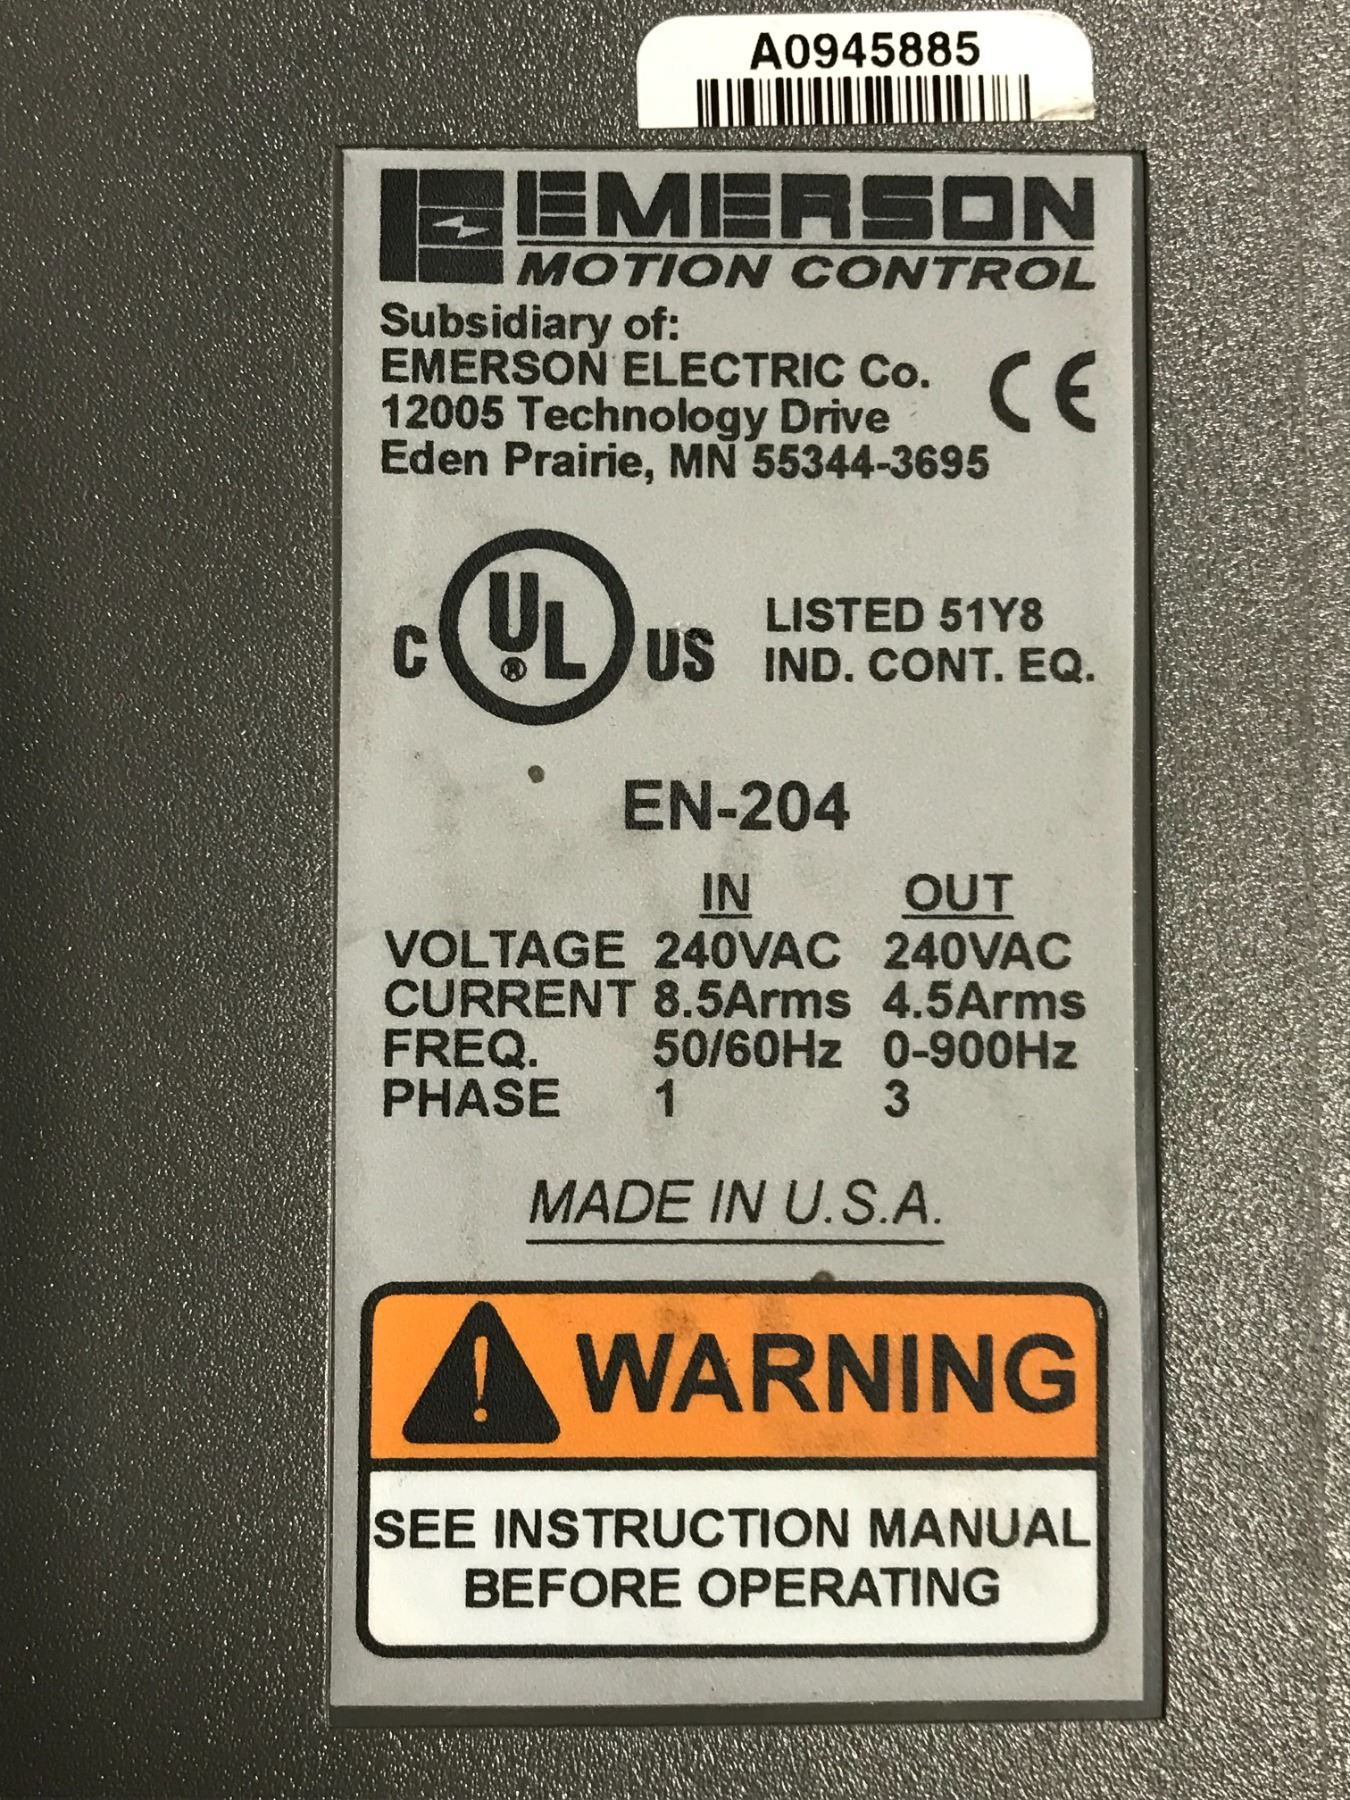 A0945885
EMERSON
MOTION CONTROL
Subsidiary of:
EMERSON ELECTRIC Co.
12005 Technology Drive
Eden Prairie, MN 55344-3695
CE
C UL® US
LISTED 51Y8
IND. CONT. EQ.
EN-204
IN OUT
VOLTAGE 240VAC 240VAC
CURRENT 8.5Arms 4.5Arms
FREQ. 50/60Hz 0-900Hz
PHASE 1 3
MADE IN U.S.A.
! WARNING
SEE INSTRUCTION MANUAL
BEFORE OPERATING